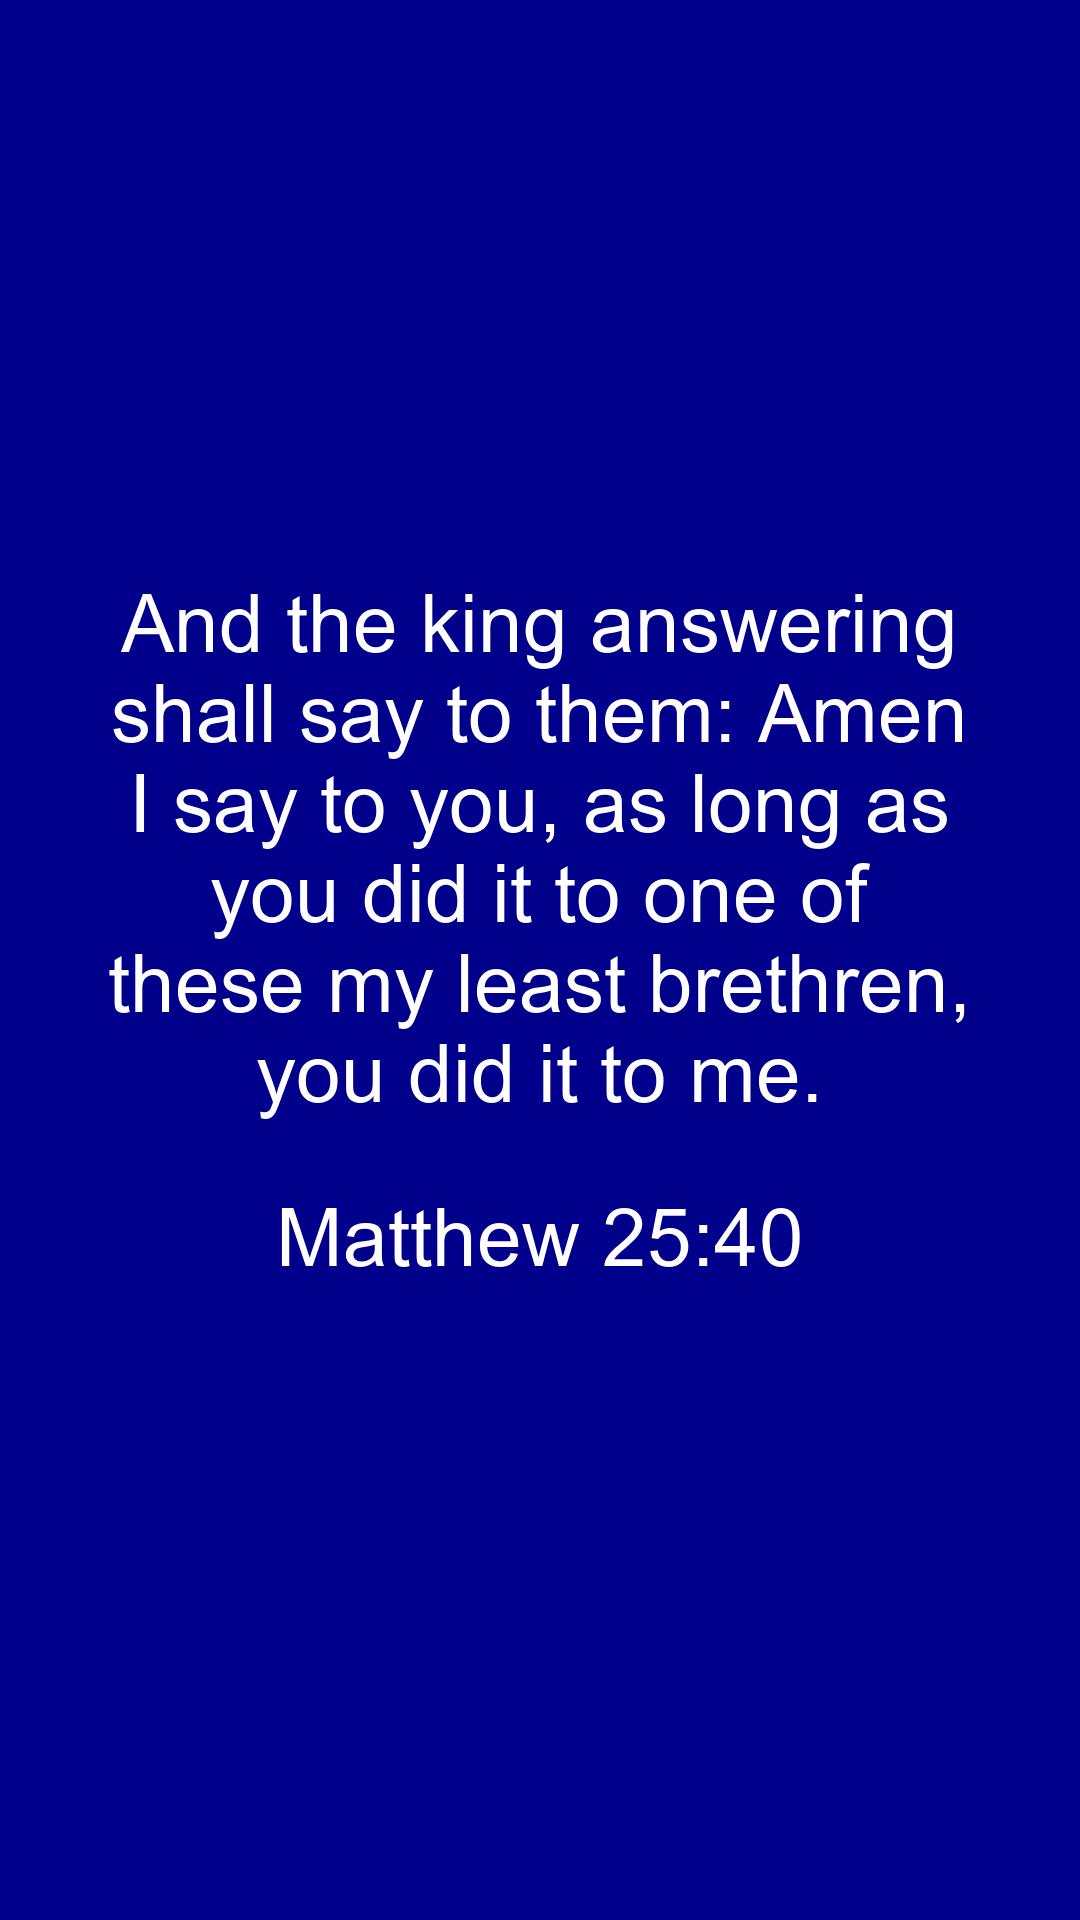 And the king answering
shall say to them: Amen
I say to you, as long as
you did it to one of
these my least brethren,
you did it to me.
Matthew 25:40